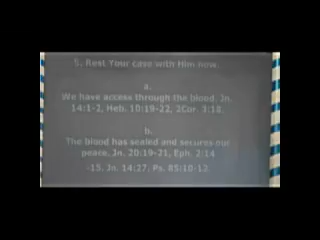 5. Rest Your case with Him now.
a.
We have access through the blood, Jn.
14:1-2, Heb. 10:19-22, 2Cor. 3:18.
b.
The blood has sealed and secures our
peace, Jn. 20:19-21, Eph. 2:14
-15, Jn. 14:27, Ps. 85:10-12.